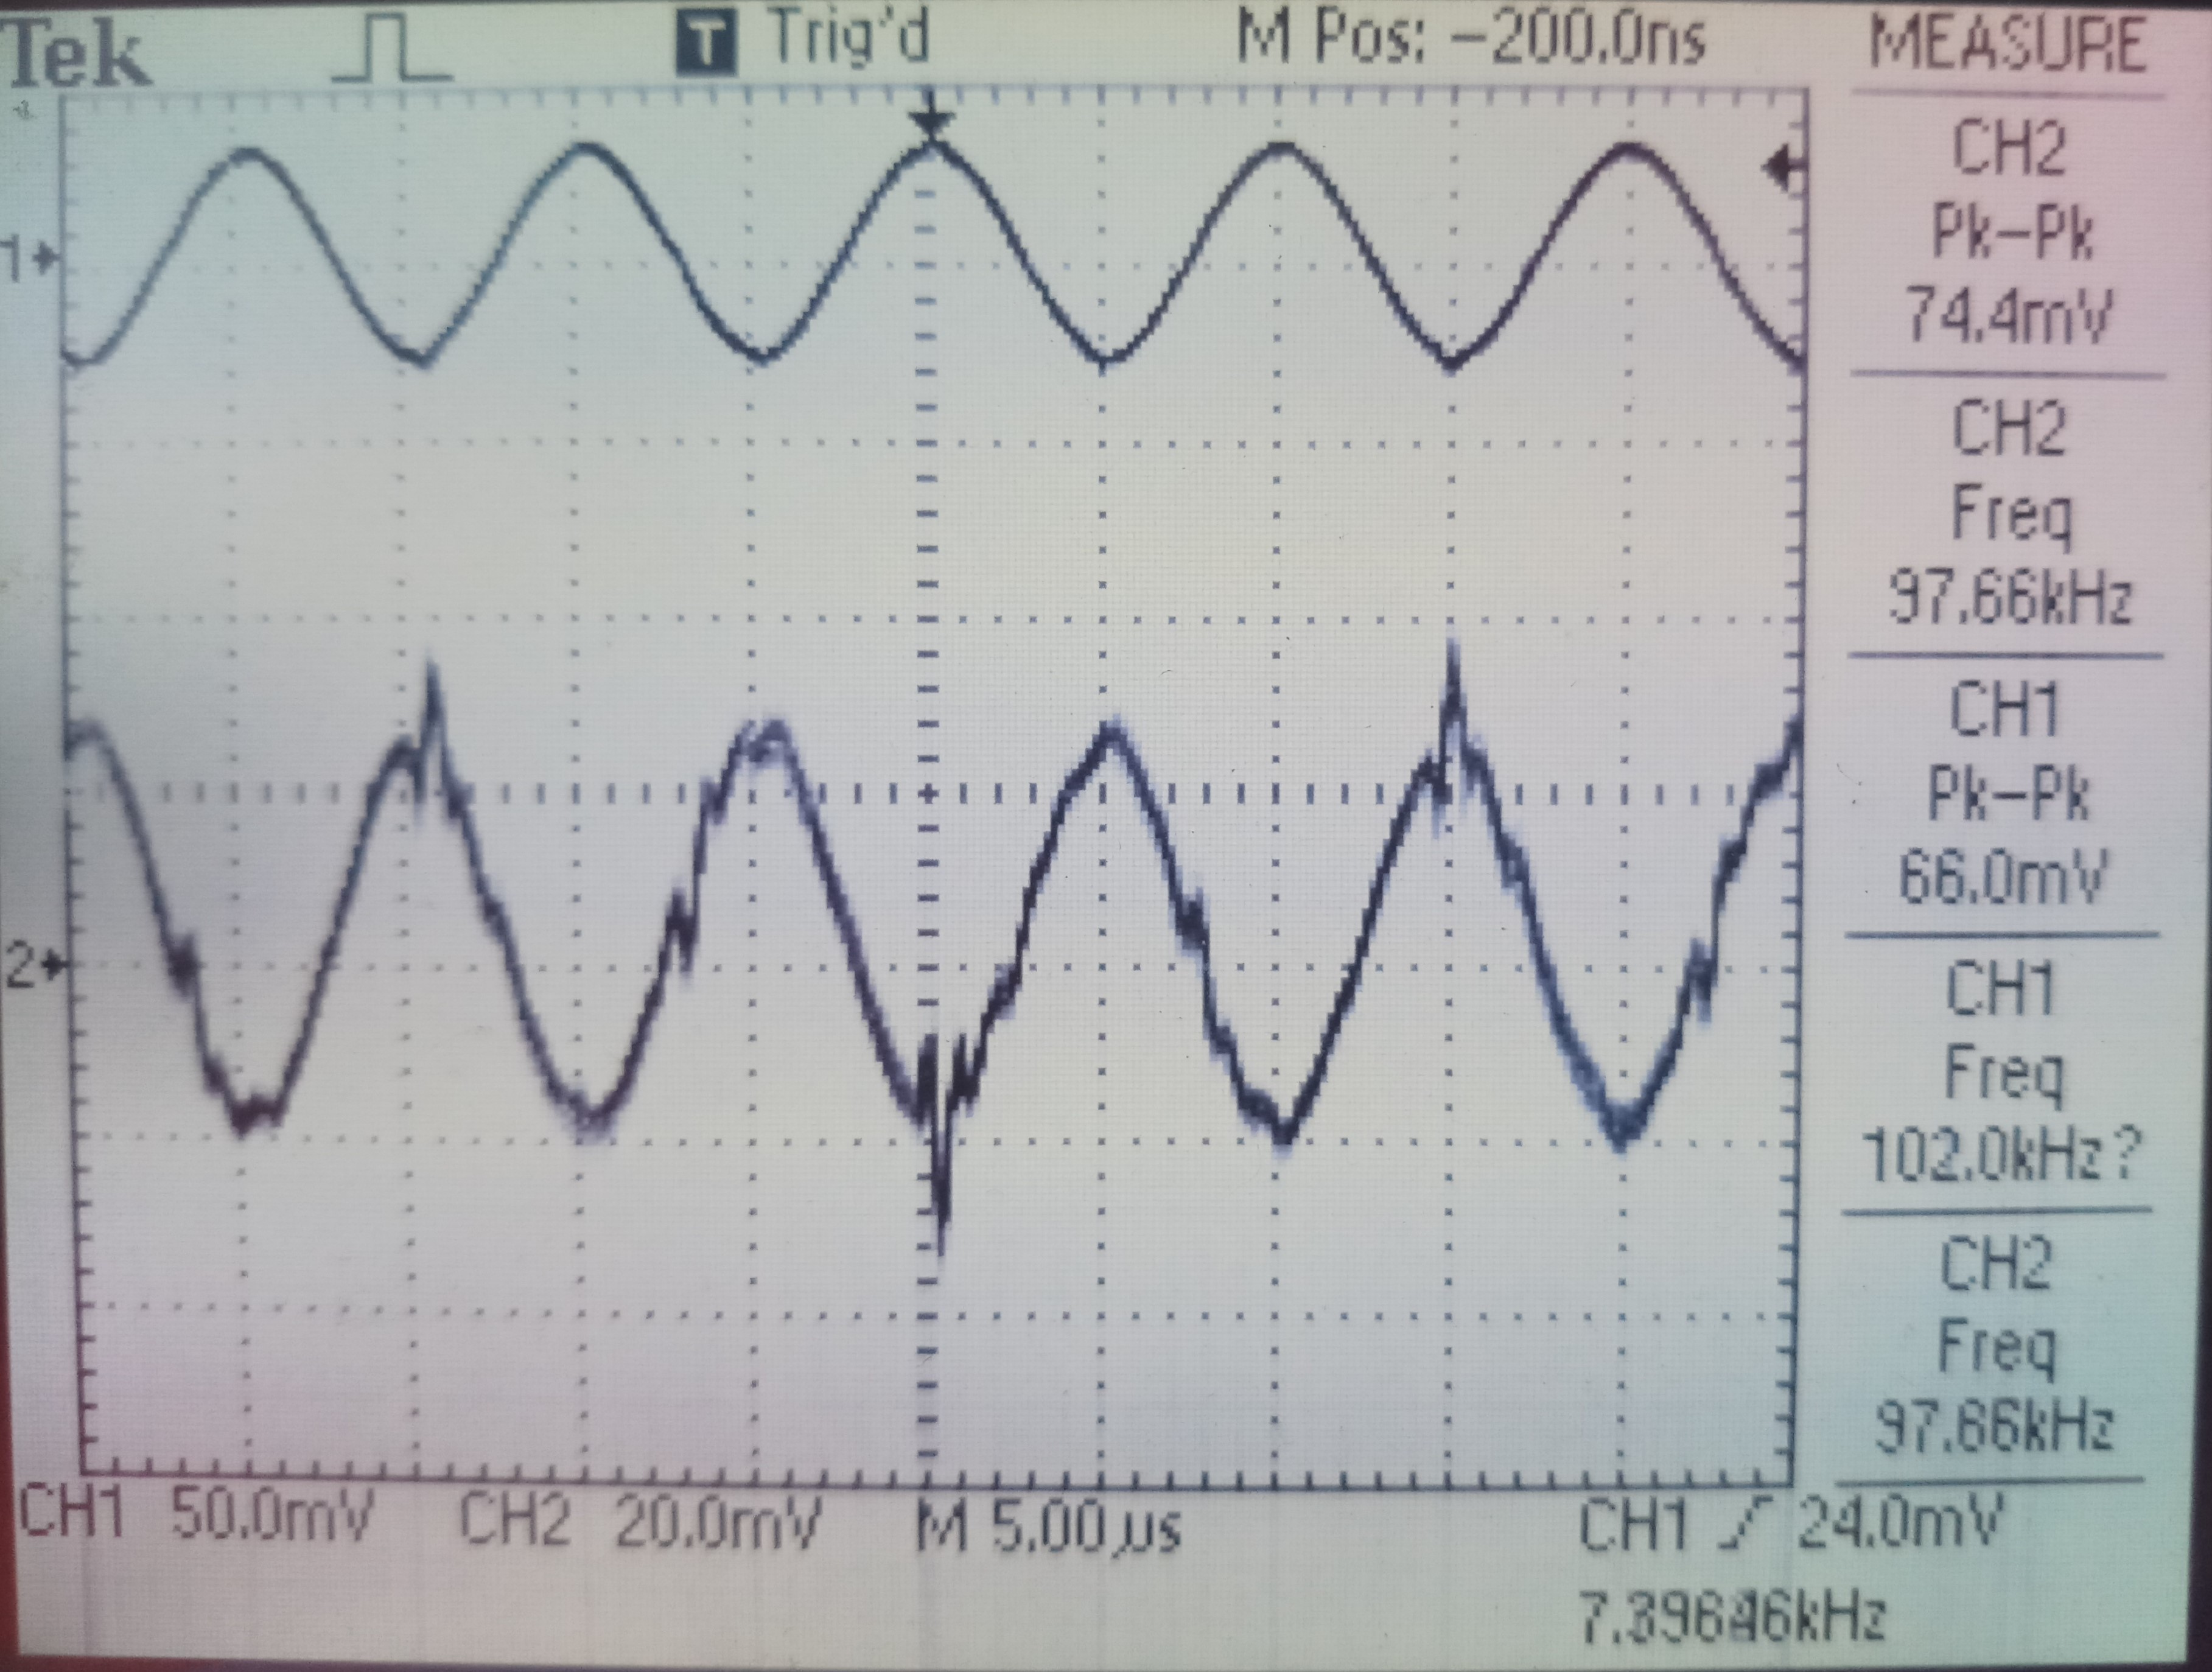 Tek T Trig'd M Pos: -200.0ns MEASURE
CH2
Pk-Pk
74.4mV
CH2
Freq
97.66kHz
CH1
Pk-Pk
66.0mV
CH1
Freq
102.0kHz?
CH2
Freq
97.66kHz
1
2
CH1 50.0mV CH2 20.0mV M 5.00µs CH1 24.0mV